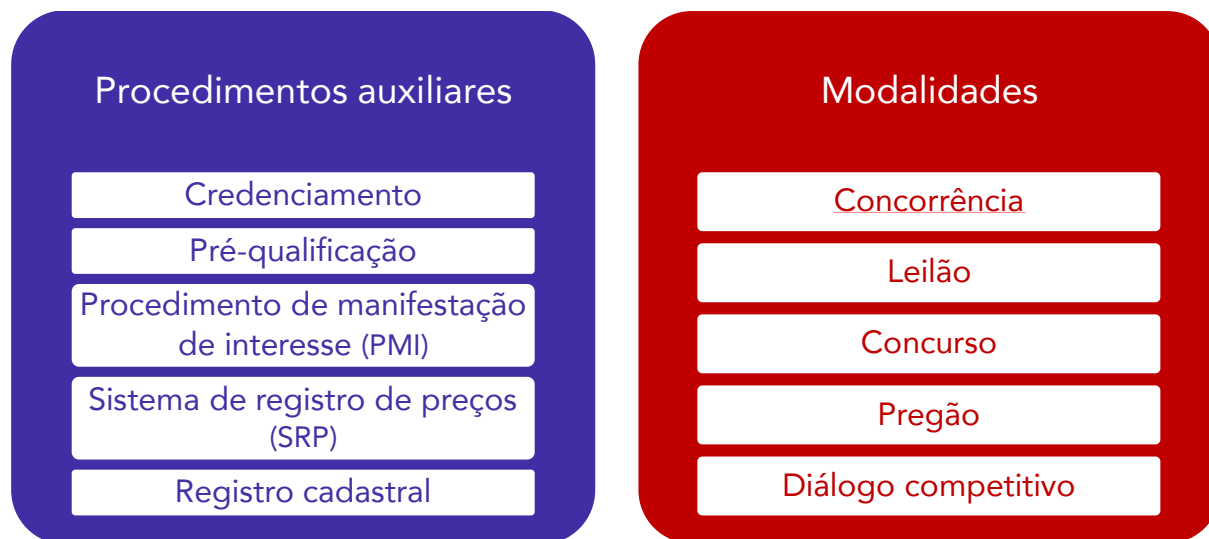 Procedimentos auxiliares
Credenciamento
Pré-qualificação
Procedimento de manifestação
de interesse (PMI)
Sistema de registro de preços
(SRP)
Registro cadastral
Modalidades
Concorrência
Leilão
Concurso
Pregão
Diálogo competitivo